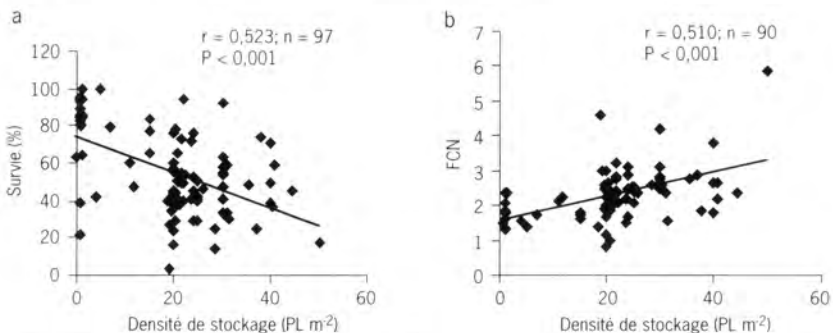 a
r = 0,523; n = 97
P < 0,001
120
100
80
60
40
20
0
Survie (%)
0
20
40
60
Densité de stockage (PL m⁻²)
b
r = 0,510; n = 90
P < 0,001
7
6
5
4
3
2
1
0
FCN
0
20
40
60
Densité de stockage (PL m⁻²)